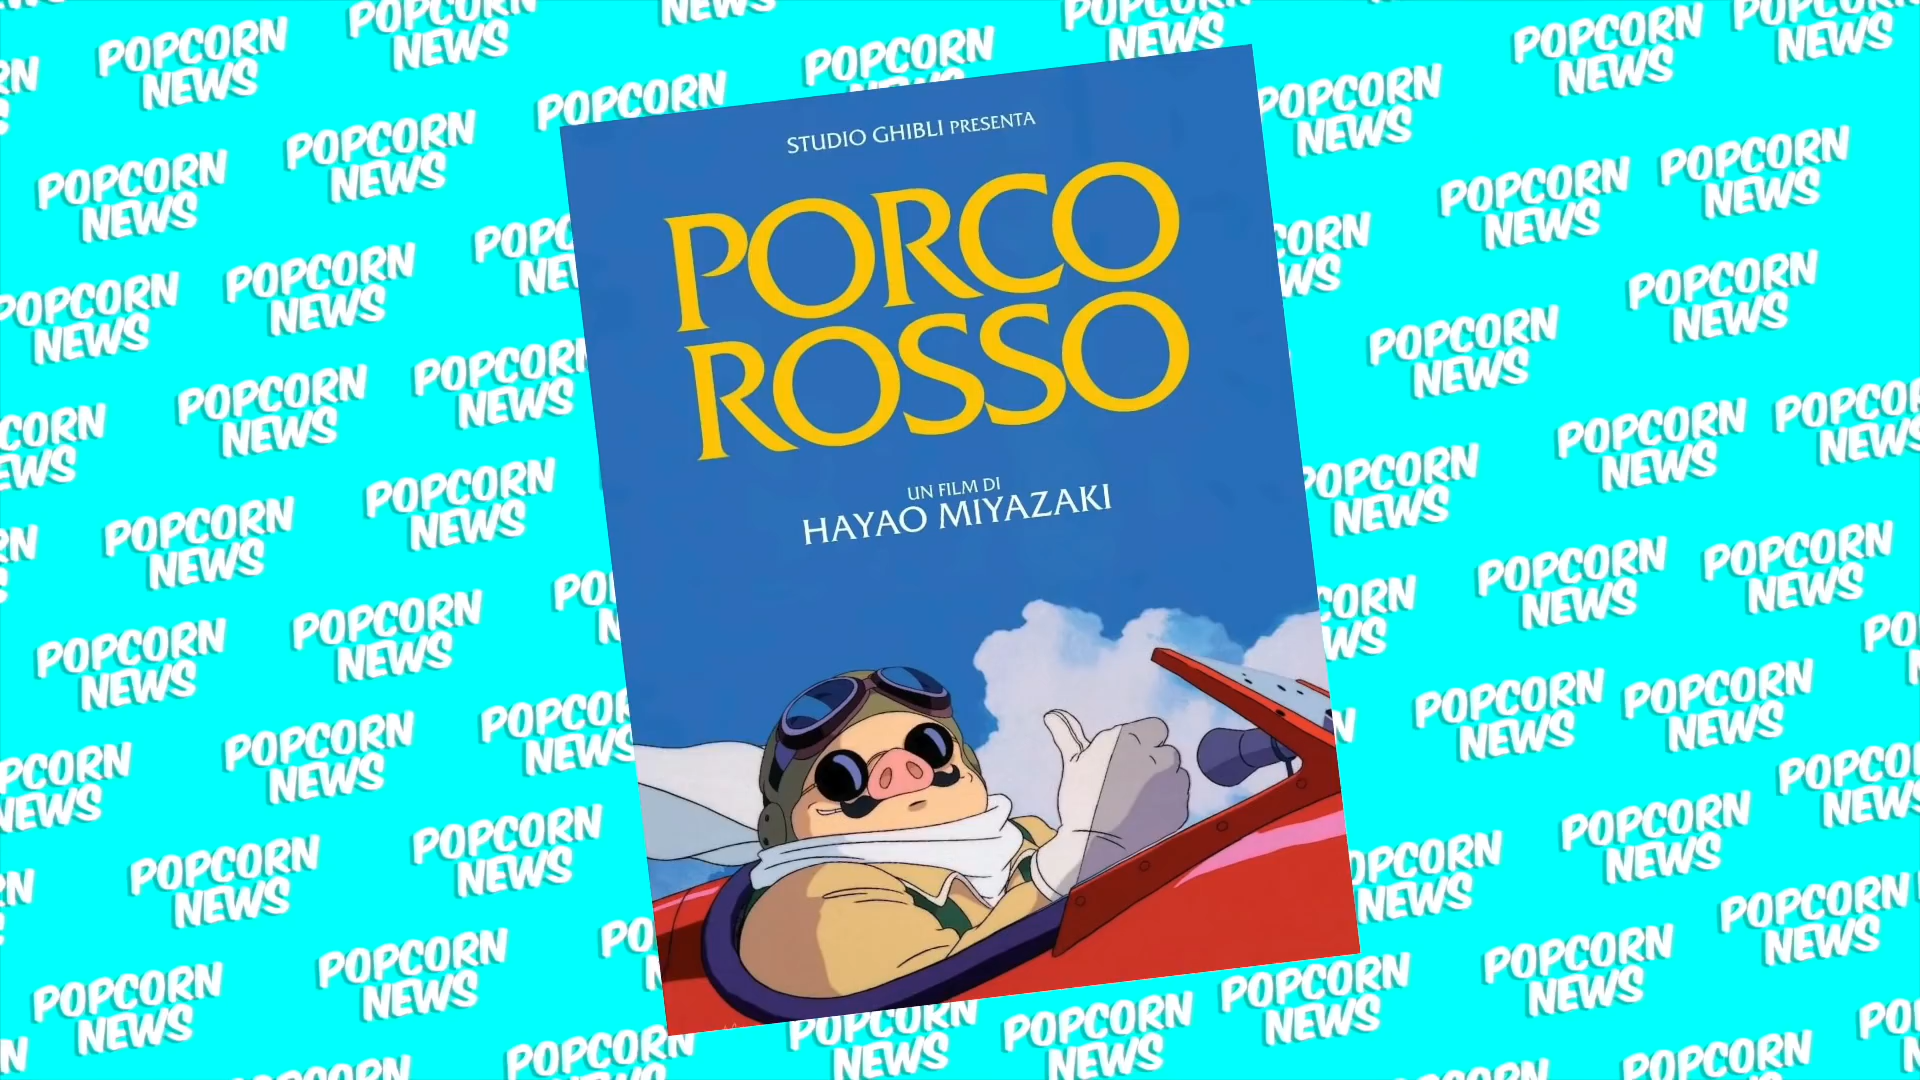 STUDIO GHIBLI PRESENTA
PORCO
ROSSO
UN FILM DI
HAYAO MIYAZAKI
POPCORN
NEWS